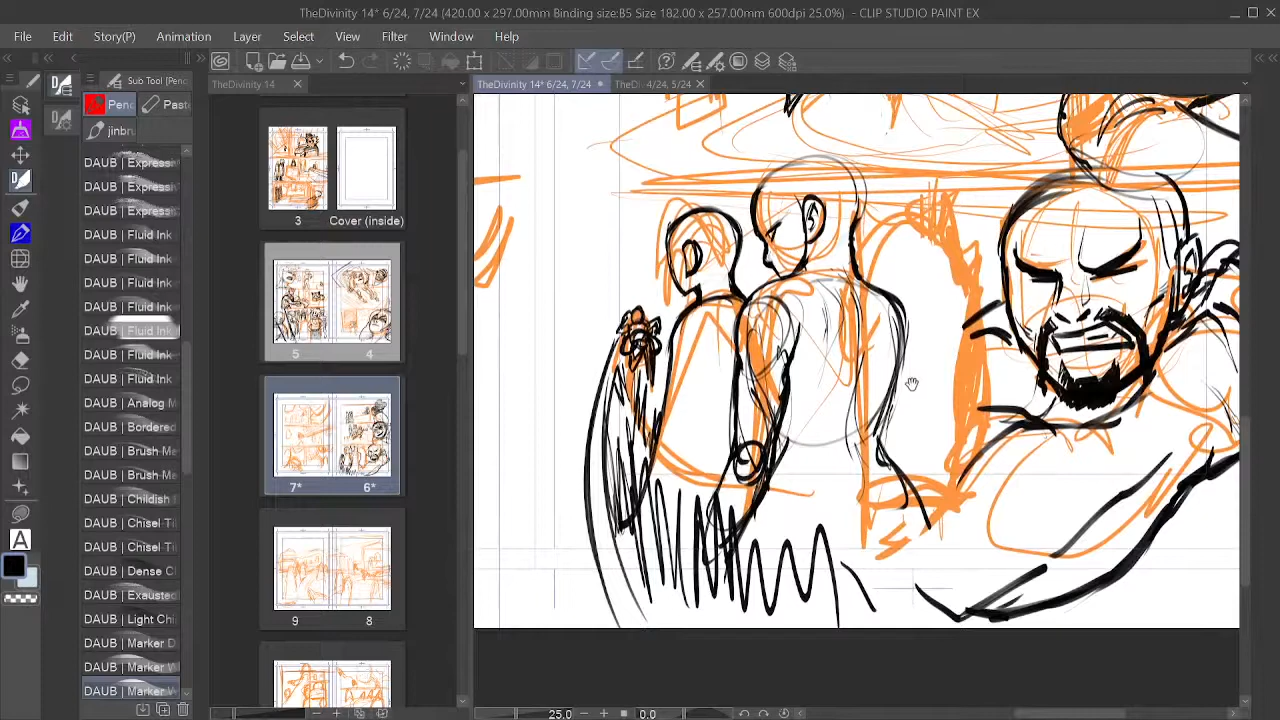 TheDivinity 14* 6/24, 7/24 (420.00 x 297.00mm Binding size:B5 Size 182.00 x 257.00mm 600dpi 25.0%) - CLIP STUDIO PAINT EX
File Edit Story(P) Animation Layer Select View Filter Window Help
Sub Tool [Penc
TheDivinity 14
TheDivinity 14* 6/24, 7/24
TheDi 4/24, 5/24
Penc Paste
jinbru
DAUB | Express
DAUB | Express
DAUB | Express
DAUB | Fluid Ink
DAUB | Fluid Ink
DAUB | Fluid Ink
DAUB | Fluid Ink
DAUB | Fluid Ink
DAUB | Fluid Ink
DAUB | Fluid Ink
DAUB | Analog M
DAUB | Bordered
DAUB | Brush Me
DAUB | Brush Me
DAUB | Childish
DAUB | Chisel Ti
DAUB | Chisel Ti
DAUB | Dense C
DAUB | Exausted
DAUB | Light Chi
DAUB | Marker D
DAUB | Marker W
DAUB | Marker W
3 Cover (inside)
5 4
7* 6*
9 8
A
25.0 0.0